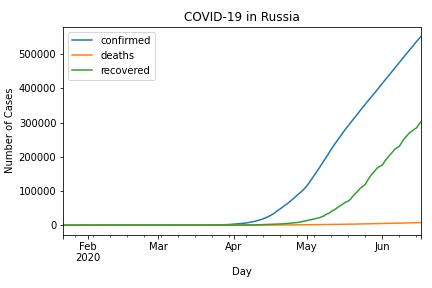 COVID-19 in Russia
confirmed
deaths
recovered
Number of Cases
500000
400000
300000
200000
100000
0
Feb
2020
Mar
Apr
May
Jun
Day